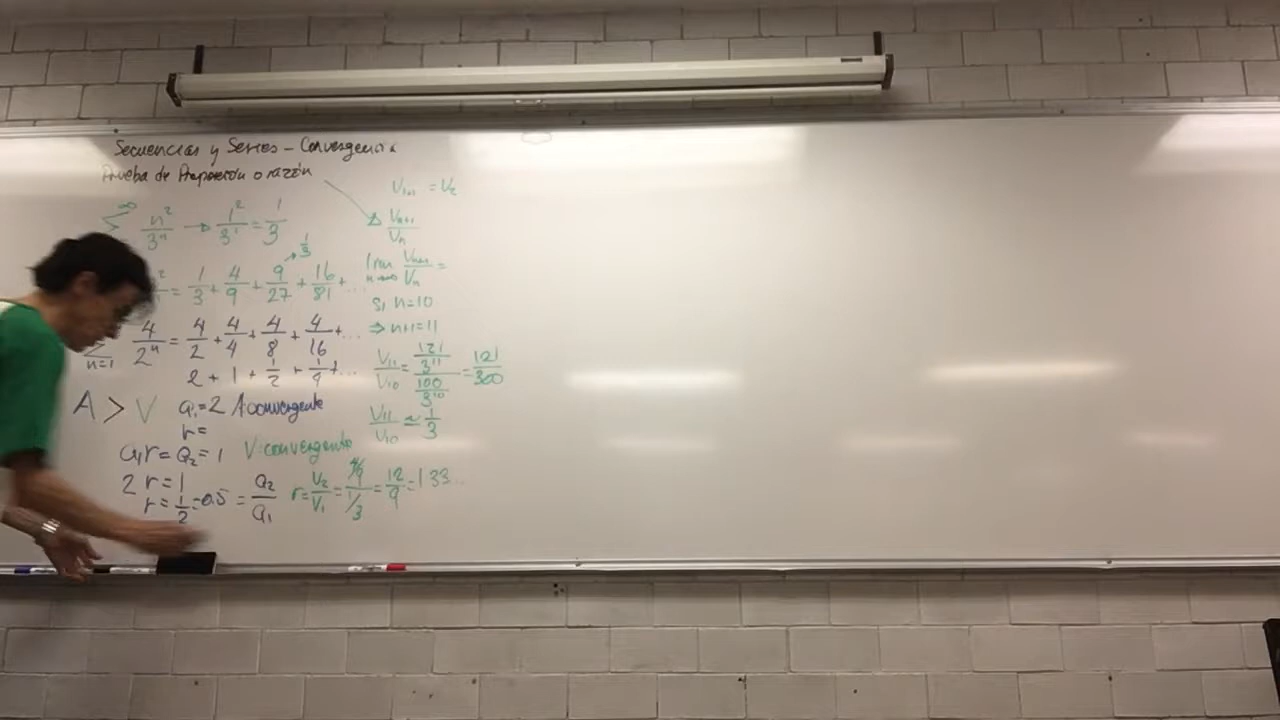 Secuencias y Series – Convergencia
Prueba de Proporción o razón
V₁₊₁ = V₂
∑ ∞ n²/3ⁿ → 1²/3¹ = 1/3
Vₙ₊₁/Vₙ
→ 1/3
² = 1/3 + 4/9 + 9/27 + 16/81 + ...
lim n→∞ Vₙ₊₁/Vₙ =
Si n=10
⇒ n+1=11
∑ n=1 4/2ⁿ = 4/2 + 4/4 + 4/8 + 4/16 + ...
2 + 1 + 1/2 + 1/4 + ...
V₁₁/V₁₀ = (121/3¹¹)/(100/3¹⁰) = 121/300
A > V a₁=2 A convergente
r=
V₁₁/V₁₀ ≈ 1/3
a₁r = a₂ = 1 V convergente
2 r = 1
r = 1/2 = 0.5 = a₂/a₁
r = V₂/V₁ = (4/9)/(1/3) = 12/9 = 1.33...